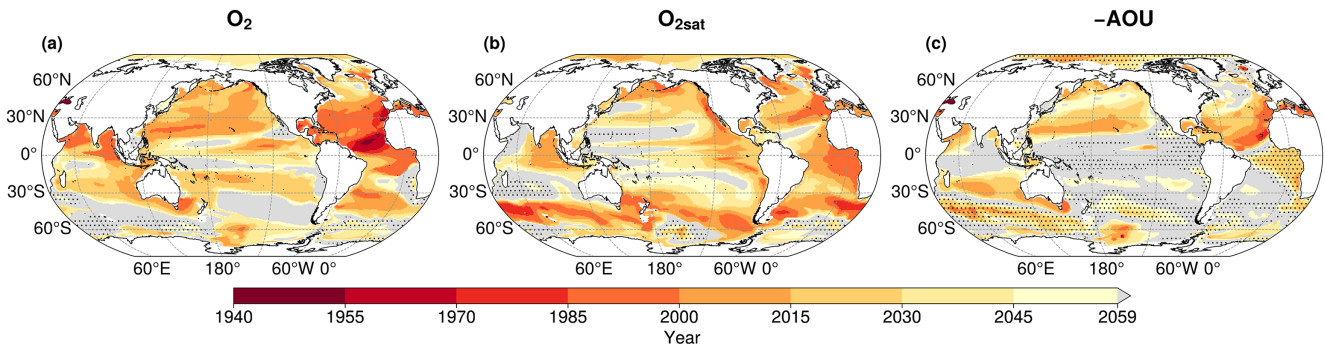 O₂ O₂sat −AOU
(a) (b) (c)
60°N 60°N 60°N
30°N 30°N 30°N
0° 0° 0°
30°S 30°S 30°S
60°S 60°S 60°S
60°E 180° 60°W 0° 60°E 180° 60°W 0° 60°E 180° 60°W 0°
1940 1955 1970 1985 2000 2015 2030 2045 2059
Year